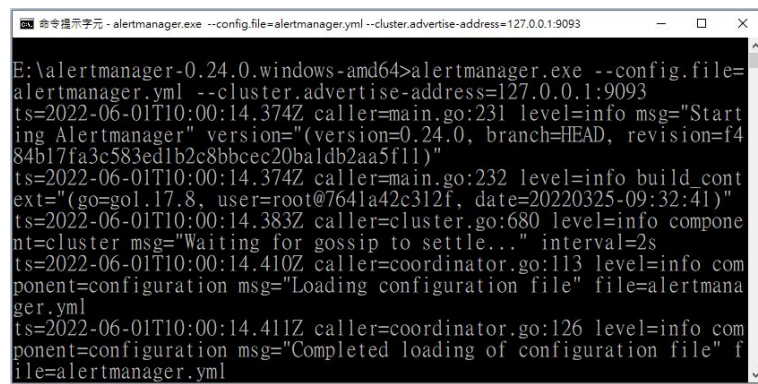 命令提示字元 - alertmanager.exe --config.file=alertmanager.yml --cluster.advertise-address=127.0.0.1:9093
E:\alertmanager-0.24.0.windows-amd64>alertmanager.exe --config.file=
alertmanager.yml --cluster.advertise-address=127.0.0.1:9093
ts=2022-06-01T10:00:14.374Z caller=main.go:231 level=info msg="Start
ing Alertmanager" version="(version=0.24.0, branch=HEAD, revision=f4
84b17fa3c583ed1b2c8bbcec20ba1db2aa5f11)"
ts=2022-06-01T10:00:14.374Z caller=main.go:232 level=info build_cont
ext="(go=go1.17.8, user=root@7641a42c312f, date=20220325-09:32:41)"
ts=2022-06-01T10:00:14.383Z caller=cluster.go:680 level=info compone
nt=cluster msg="Waiting for gossip to settle..." interval=2s
ts=2022-06-01T10:00:14.410Z caller=coordinator.go:113 level=info com
ponent=configuration msg="Loading configuration file" file=alertmana
ger.yml
ts=2022-06-01T10:00:14.411Z caller=coordinator.go:126 level=info com
ponent=configuration msg="Completed loading of configuration file" f
ile=alertmanager.yml